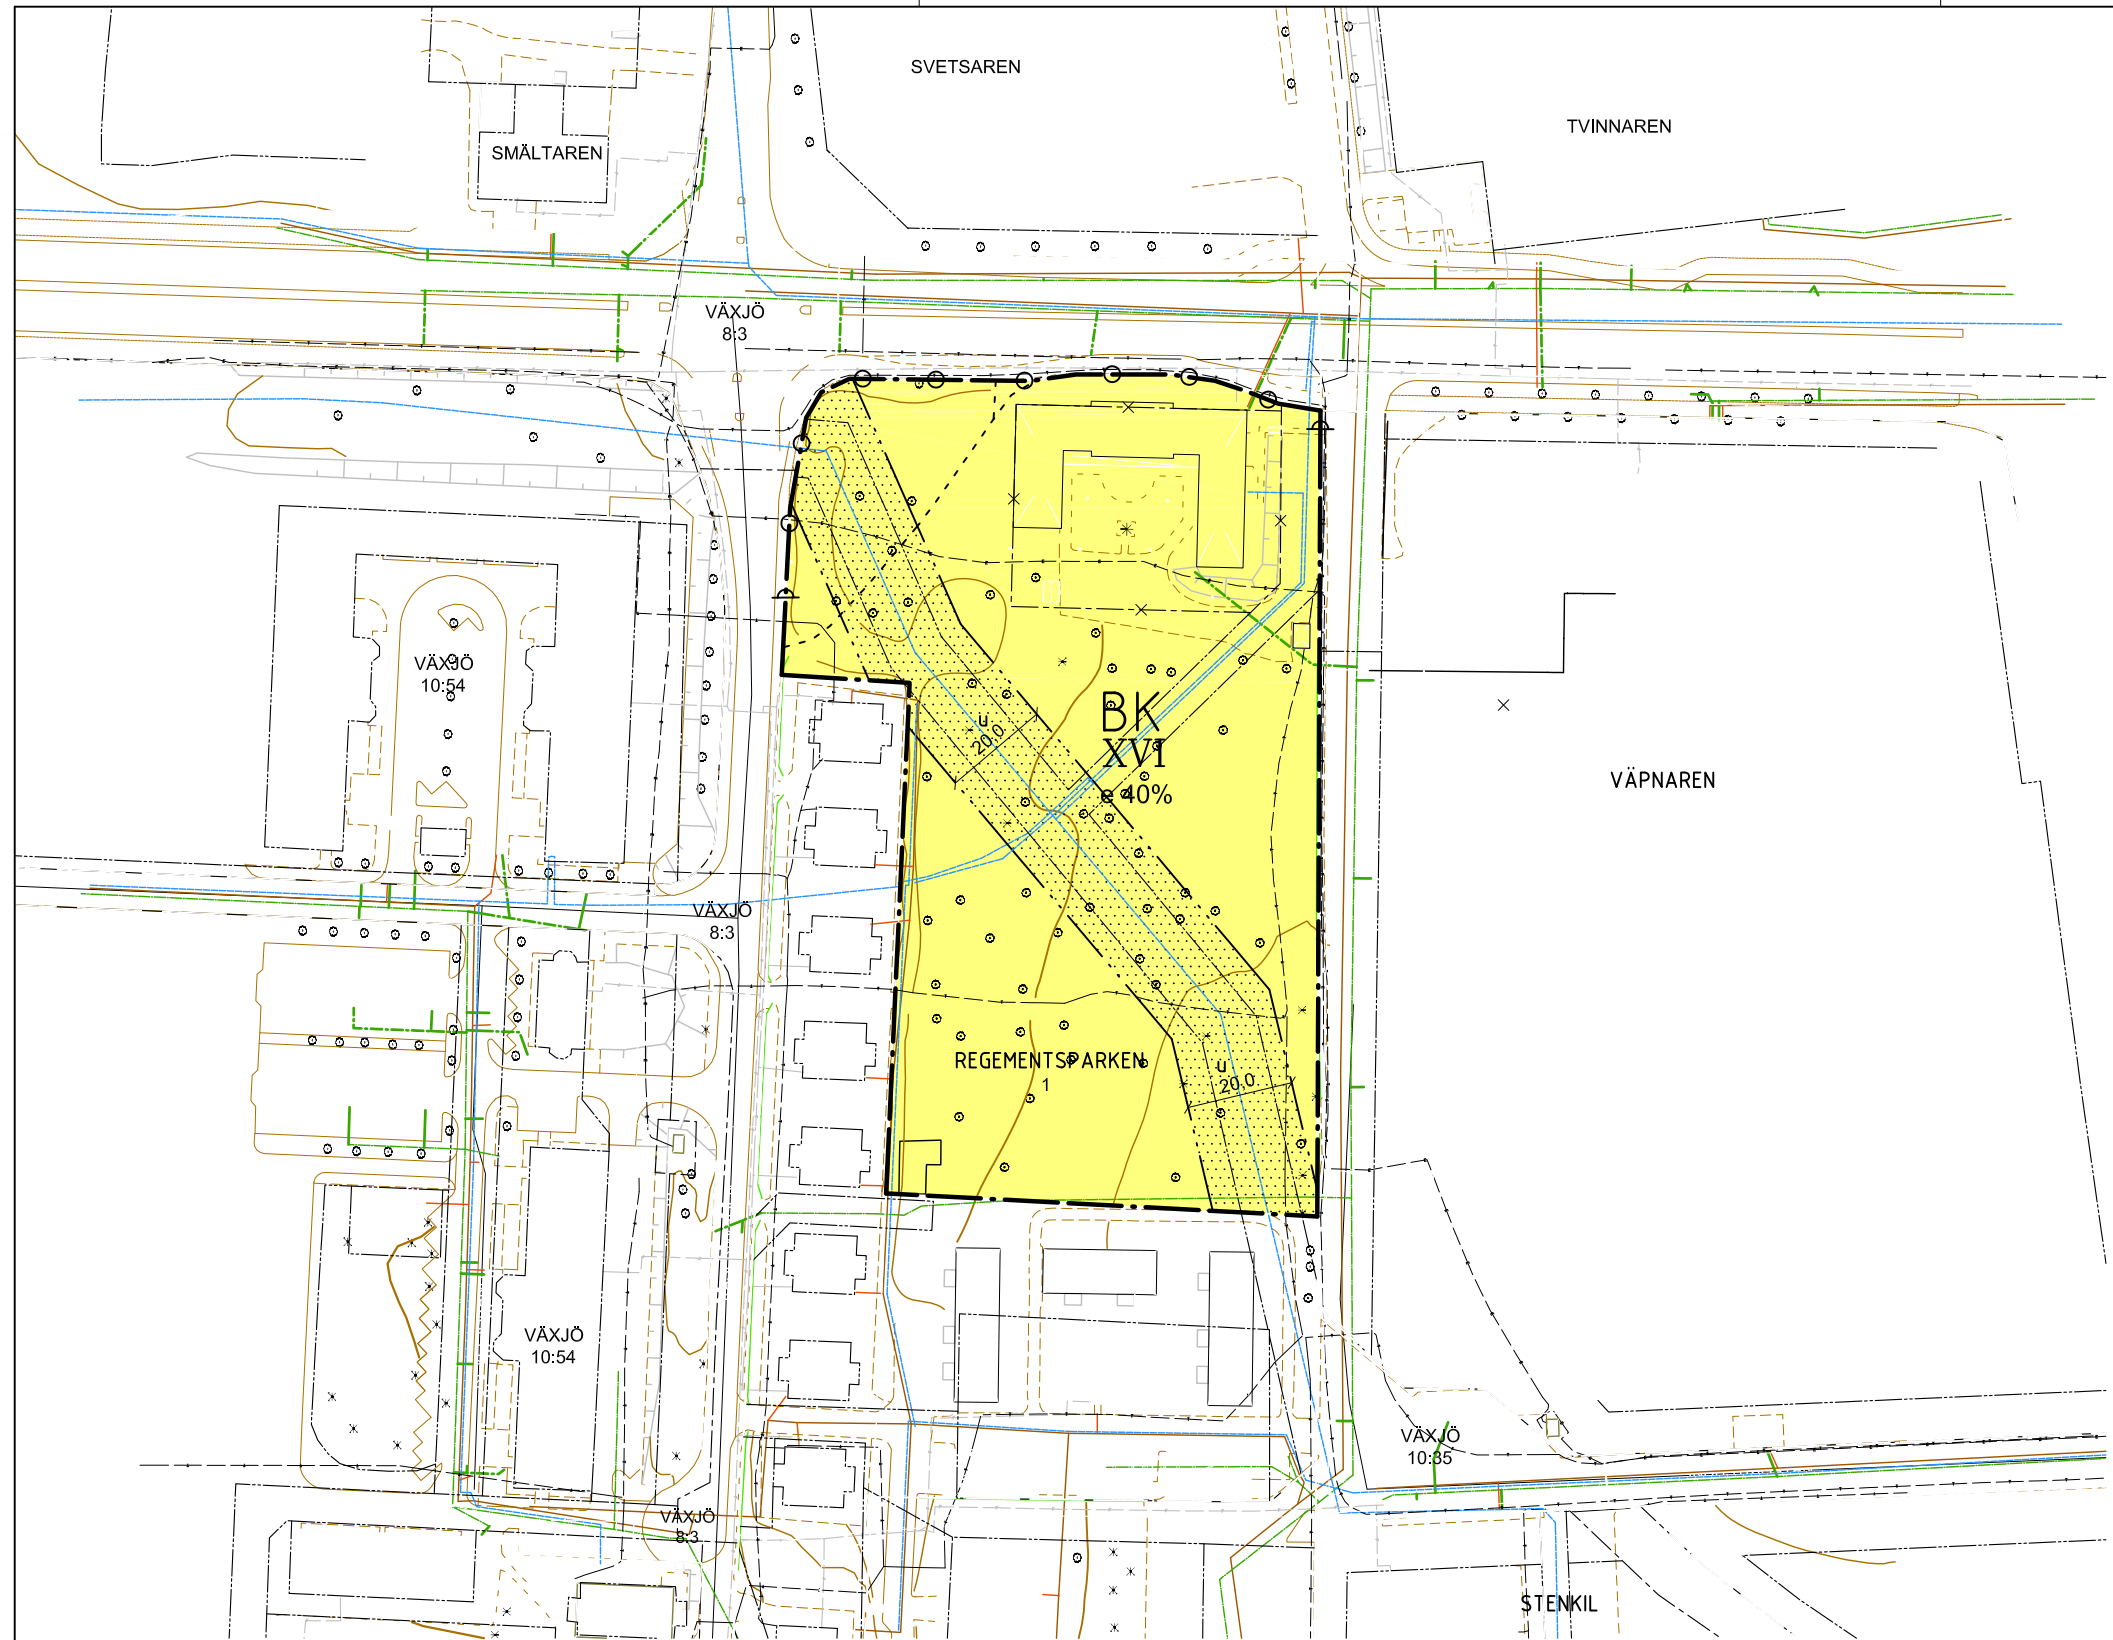 SVETSAREN
TVINNAREN
SMÄLTAREN
VÄXJÖ
8:3
VÄXJÖ
10:54
u
20,0
BK
XVI
e 40%
VÄPNAREN
VÄXJÖ
8:3
REGEMENTSPARKEN
1
u
20,0
VÄXJÖ
10:54
VÄXJÖ
10:35
VÄXJÖ
8:3
STENKIL